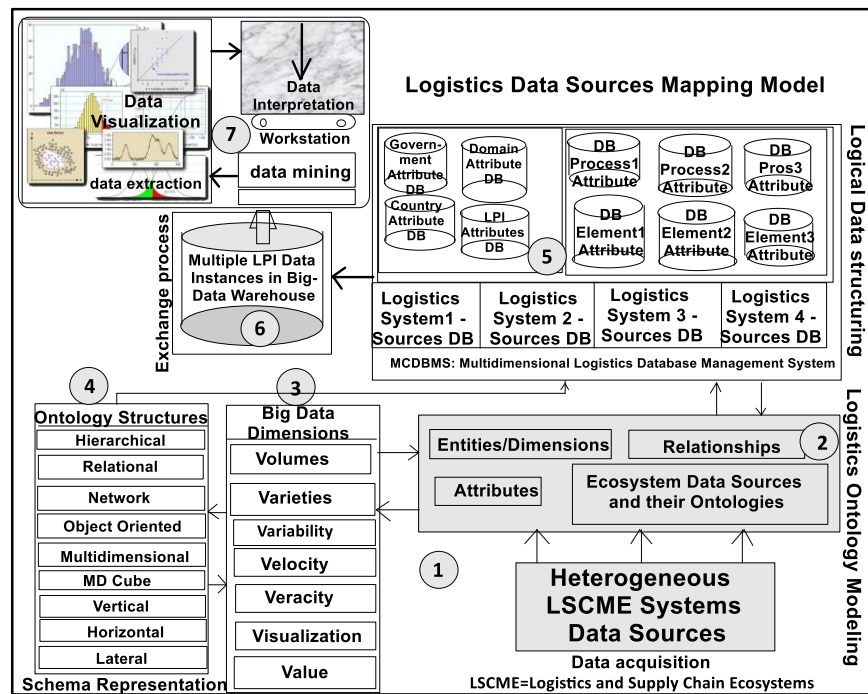 Logistics Data Sources Mapping Model
Data
Visualization
data extraction
Data
Interpretation
Workstation
7
data mining
Exchange process
Multiple LPI Data
Instances in Big-
Data Warehouse
6
Govern-
ment
Attribute
DB
Domain
Attribute
DB
Country
Attribute
DB
LPI
Attributes
DB
5
DB
Process1
Attribute
DB
Process2
Attribute
DB
Pros3
Attribute
DB
Element1
Attribute
DB
Element2
Attribute
DB
Element3
Attribute
Logistics
System1 -
Sources DB
Logistics
System 2 -
Sources DB
Logistics
System 3 -
Sources DB
Logistics
System 4 -
Sources DB
MCDBMS: Multidimensional Logistics Database Management System
Logical Data structuring
4
Ontology Structures
Hierarchical
Relational
Network
Object Oriented
Multidimensional
MD Cube
Vertical
Horizontal
Lateral
Schema Representation
3
Big Data
Dimensions
Volumes
Varieties
Variability
Velocity
Veracity
Visualization
Value
Entities/Dimensions
Relationships
2
Attributes
Ecosystem Data Sources
and their Ontologies
Logistics Ontology Modeling
1
Heterogeneous
LSCME Systems
Data Sources
Data acquisition
LSCME=Logistics and Supply Chain Ecosystems